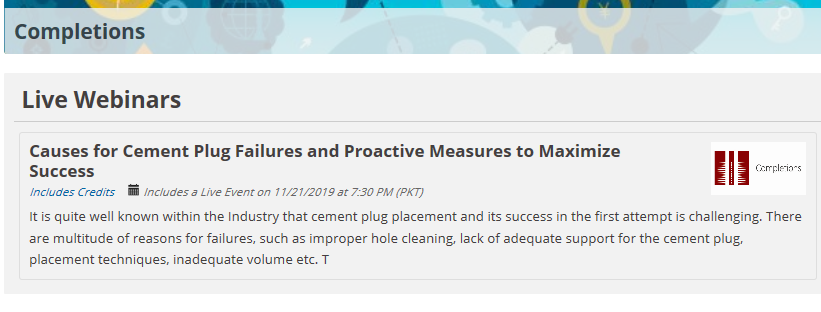 Completions
Live Webinars
Causes for Cement Plug Failures and Proactive Measures to Maximize
Success
Completions
Includes Credits Includes a Live Event on 11/21/2019 at 7:30 PM (PKT)
It is quite well known within the Industry that cement plug placement and its success in the first attempt is challenging. There
are multitude of reasons for failures, such as improper hole cleaning, lack of adequate support for the cement plug,
placement techniques, inadequate volume etc. T